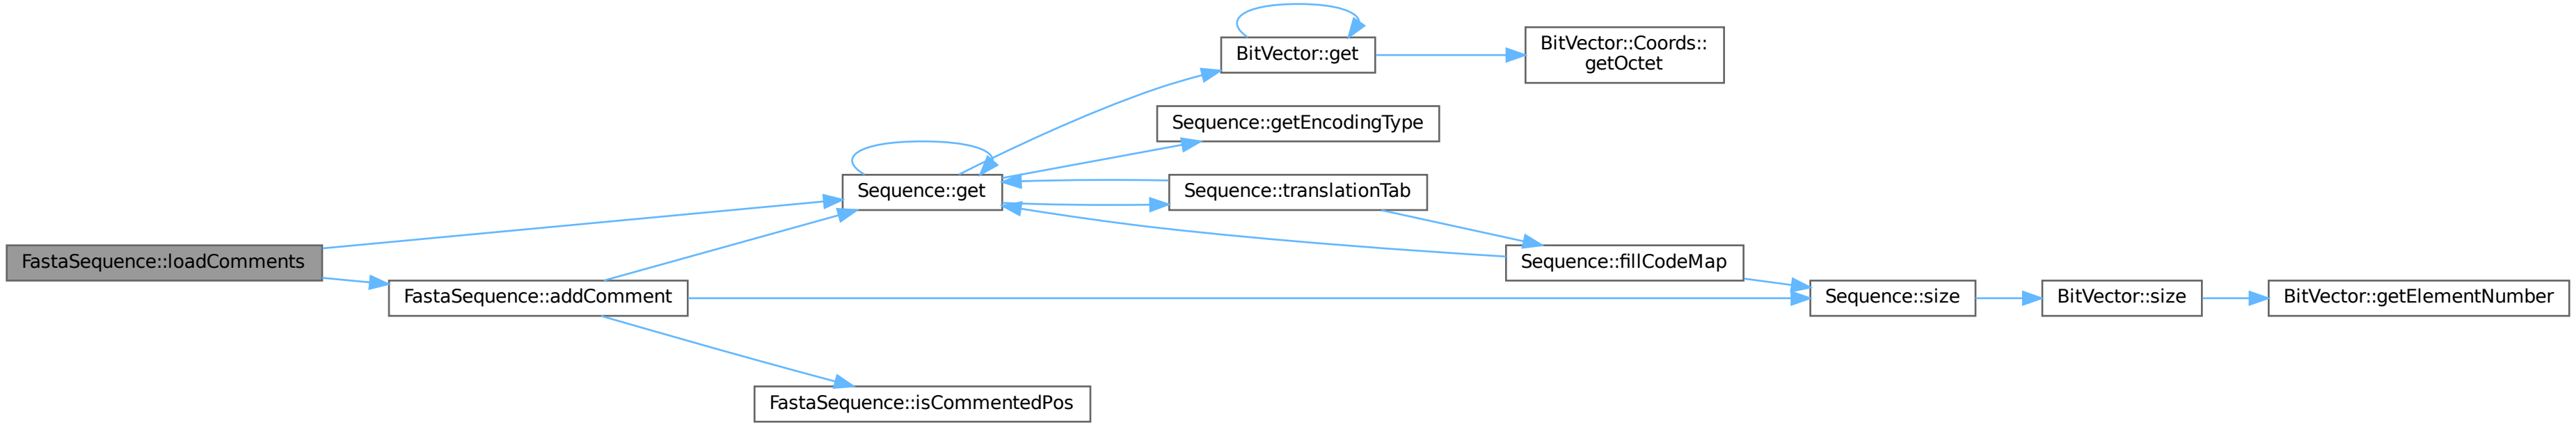 BitVector::get
BitVector::Coords::
getOctet
Sequence::getEncodingType
Sequence::get
Sequence::translationTab
FastaSequence::loadComments
Sequence::fillCodeMap
FastaSequence::addComment
Sequence::size
BitVector::size
BitVector::getElementNumber
FastaSequence::isCommentedPos